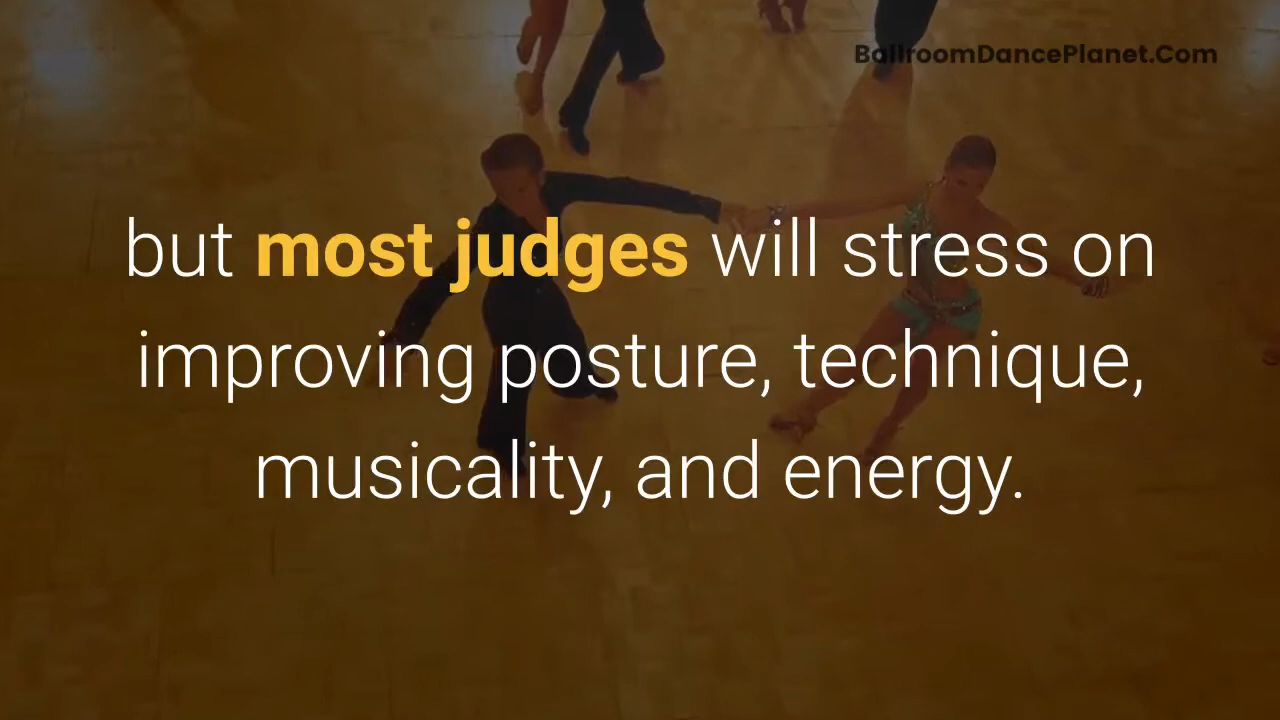 BallroomDancePlanet.Com
but most judges will stress on
improving posture, technique,
musicality, and energy.